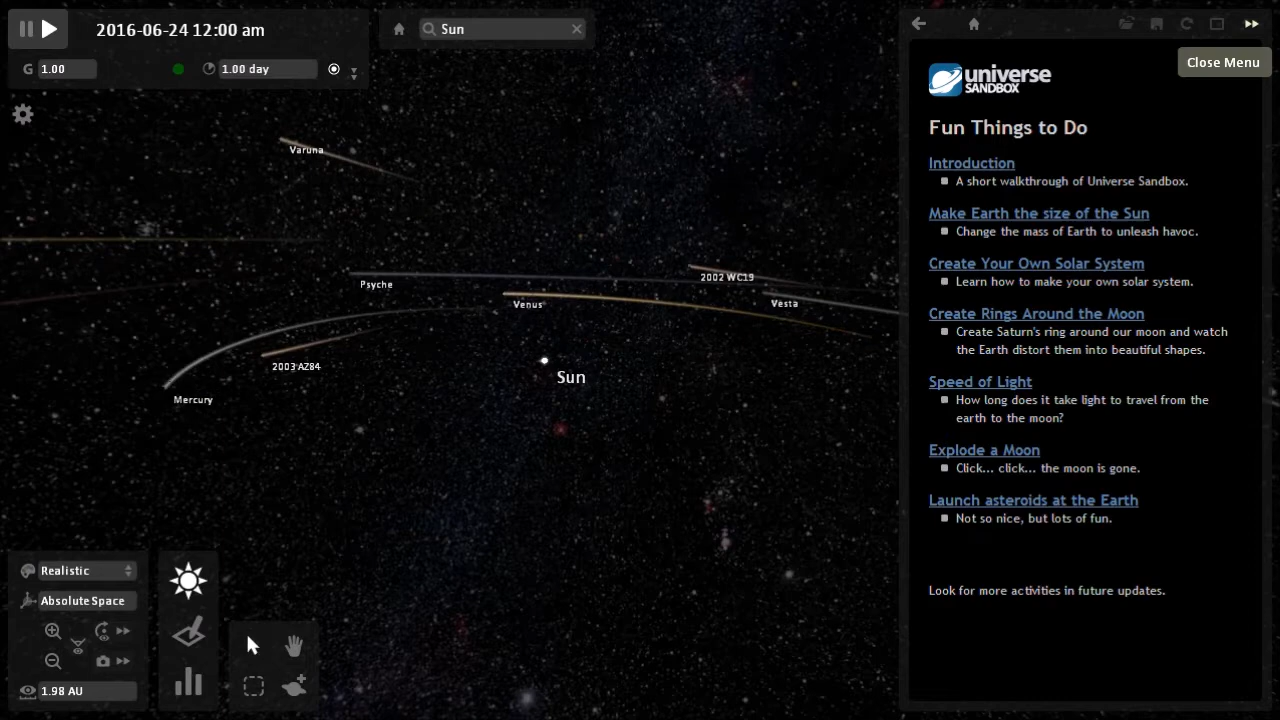 2016-06-24 12:00 am
G 1.00
1.00 day
Sun
Close Menu
universe
SANDBOX
Fun Things to Do
Introduction
A short walkthrough of Universe Sandbox.
Make Earth the size of the Sun
Change the mass of Earth to unleash havoc.
Create Your Own Solar System
Learn how to make your own solar system.
Create Rings Around the Moon
Create Saturn's ring around our moon and watch
the Earth distort them into beautiful shapes.
Speed of Light
How long does it take light to travel from the
earth to the moon?
Explode a Moon
Click... click... the moon is gone.
Launch asteroids at the Earth
Not so nice, but lots of fun.
Look for more activities in future updates.
Varuna
Psyche
2002 WC19
Venus
Vesta
2003 AZ84
Sun
Mercury
Realistic
Absolute Space
1.98 AU